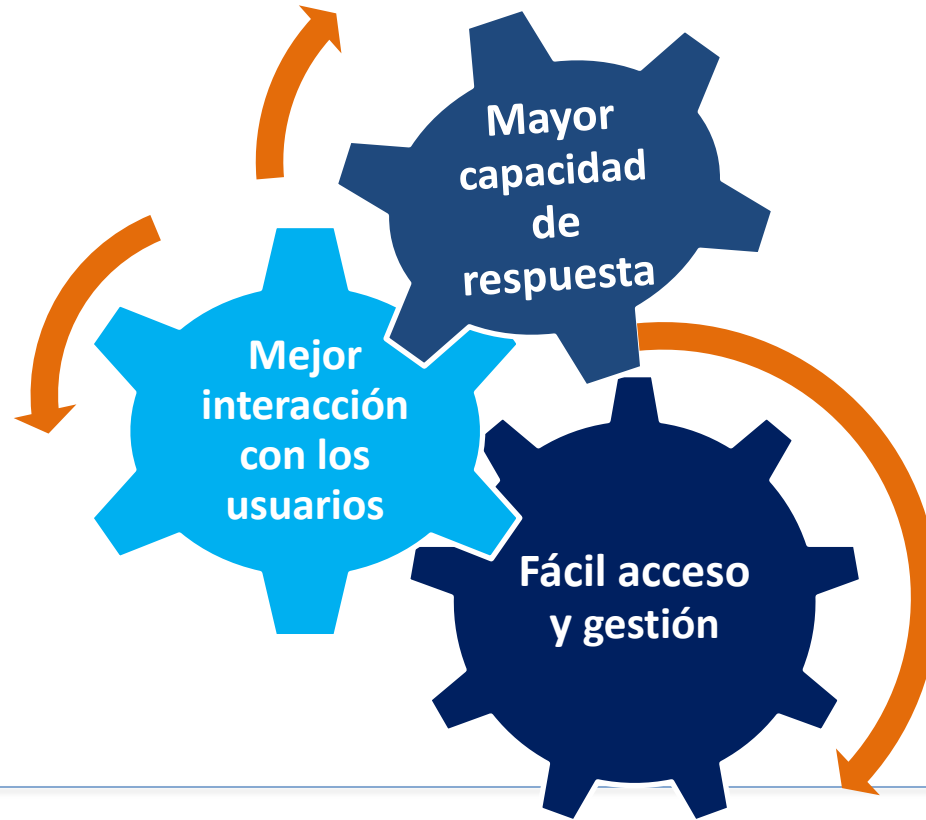 Mayor
capacidad
de
respuesta
Mejor
interacción
con los
usuarios
Fácil acceso
y gestión